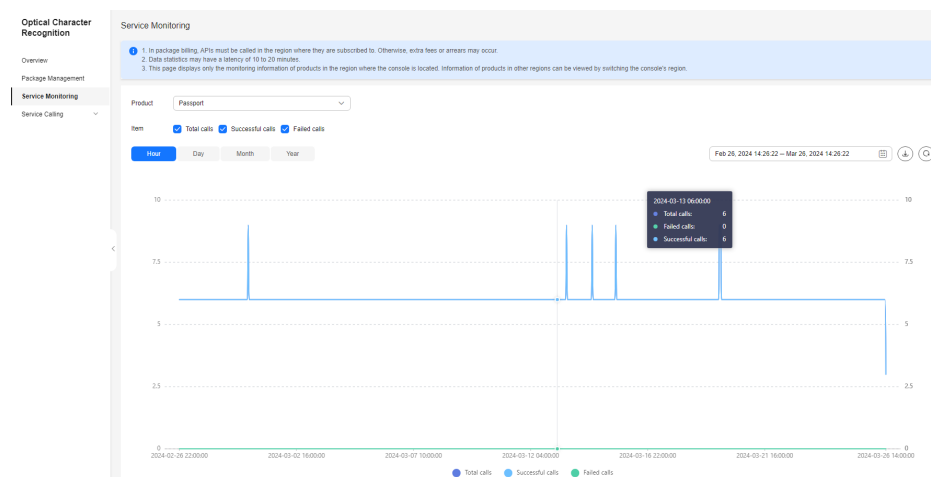 Optical Character
Recognition
Overview
Package Management
Service Monitoring
Service Calling
Service Monitoring
1. In package billing, APIs must be called in the region where they are subscribed to. Otherwise, extra fees or arrears may occur.
2. Data statistics may have a latency of 10 to 20 minutes.
3. This page displays only the monitoring information of products in the region where the console is located. Information of products in other regions can be viewed by switching the console's region.
Product Passport
Item Total calls Successful calls Failed calls
Hour Day Month Year Feb 26, 2024 14:26:22 – Mar 26, 2024 14:26:22
2024-03-13 06:00:00
Total calls: 6
Failed calls: 0
Successful calls: 6
10 10
7.5 7.5
5 5
2.5 2.5
0 0
2024-02-26 22:00:00 2024-03-02 16:00:00 2024-03-07 10:00:00 2024-03-12 04:00:00 2024-03-16 22:00:00 2024-03-21 16:00:00 2024-03-26 14:00:00
Total calls Successful calls Failed calls